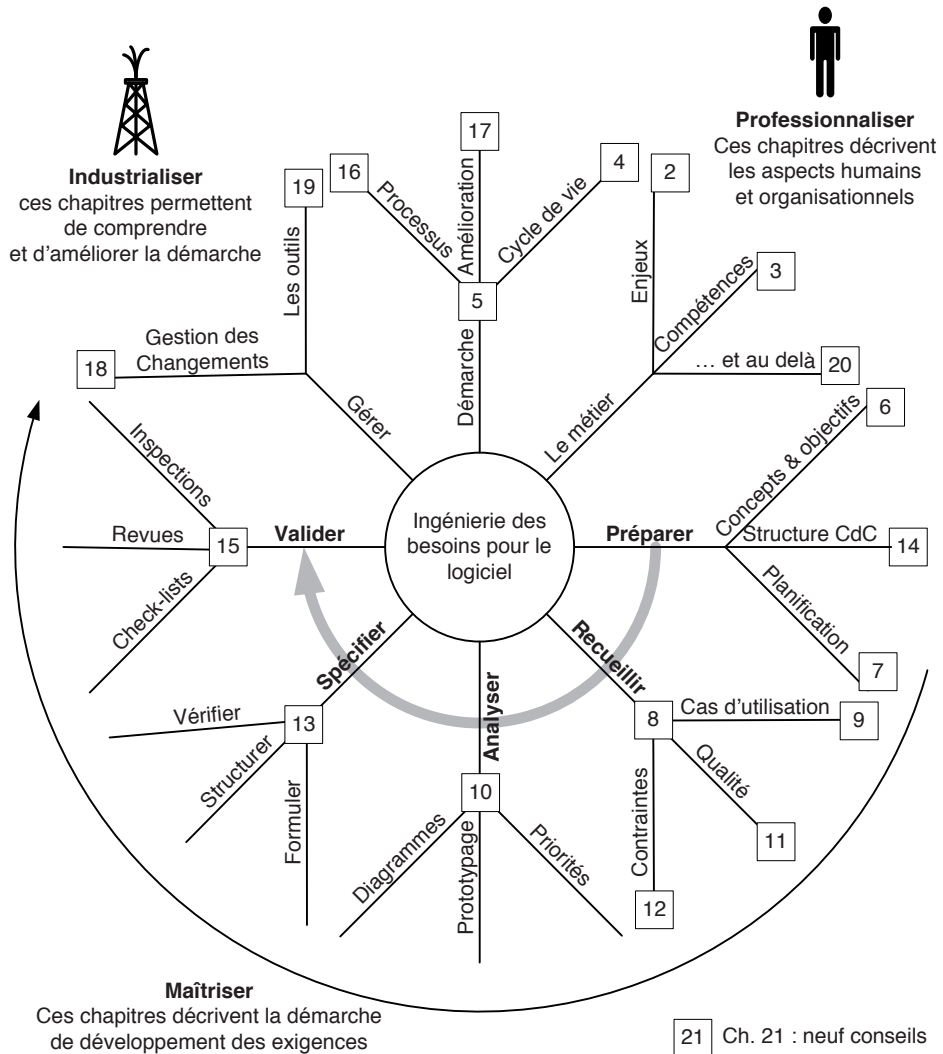 Industrialiser
ces chapitres permettent
de comprendre
et d'améliorer la démarche
Professionnaliser
Ces chapitres décrivent
les aspects humains
et organisationnels
17
16
4
2
19
Processus
Amélioration
Cycle de vie
Enjeux
Les outils
5
3
Compétences
Gestion des
Changements
18
… et au delà
20
Gérer
Démarche
Le métier
6
Concepts & objectifs
Inspections
Revues
15
Valider
Ingénierie des
besoins pour le
logiciel
Préparer
Structure CdC
14
Check-lists
Planification
7
Spécifier
Recueillir
Analyser
Vérifier
13
8
Cas d'utilisation
9
Structurer
Formuler
10
Contraintes
Qualité
11
Diagrammes
Prototypage
Priorités
12
Maîtriser
Ces chapitres décrivent la démarche
de développement des exigences
21 Ch. 21 : neuf conseils